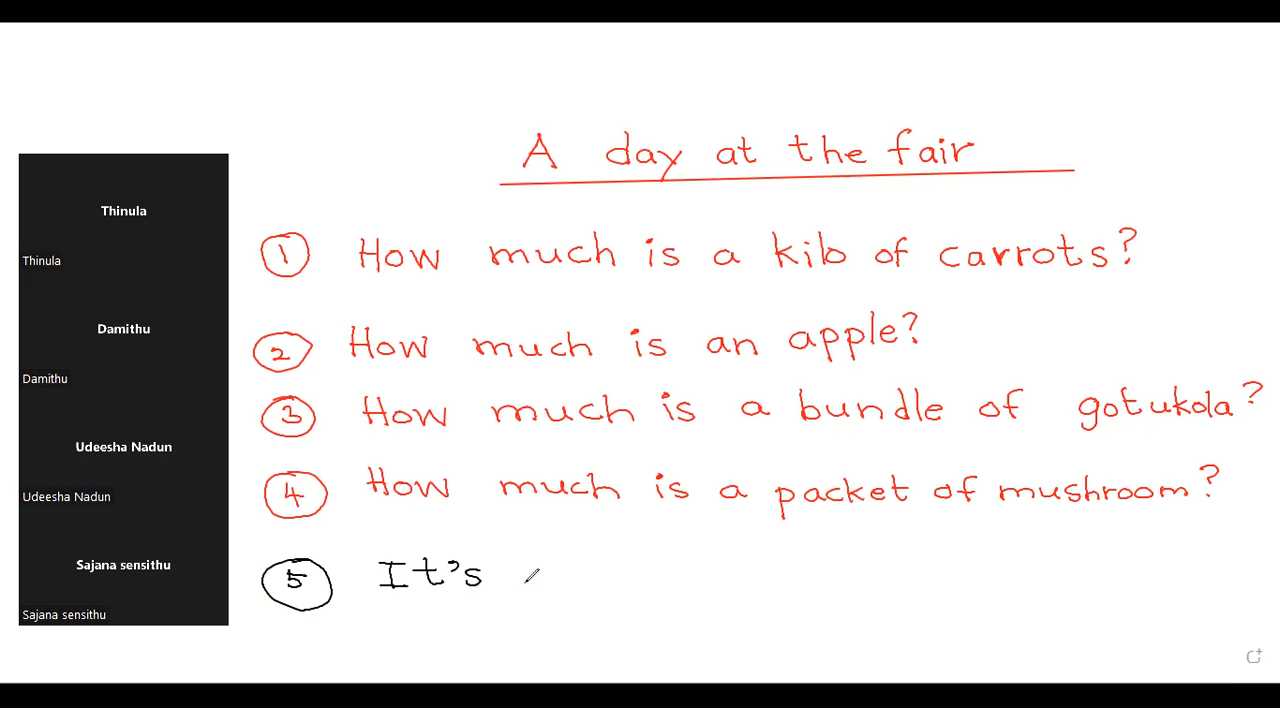 A day at the fair
Thinula
Thinula
Damithu
Damithu
Udeesha Nadun
Udeesha Nadun
Sajana sensithu
Sajana sensithu
1 How much is a kilo of carrots?
2 How much is an apple?
3 How much is a bundle of gotukola?
4 How much is a packet of mushroom?
5 It's